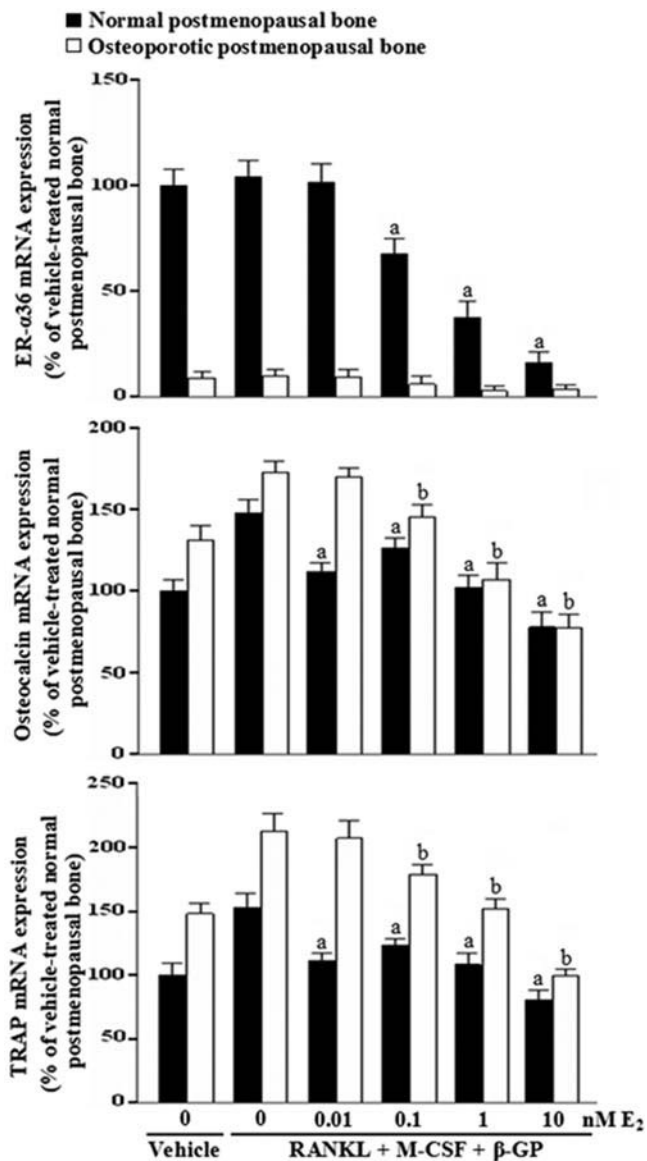 Normal postmenopausal bone
Osteoporotic postmenopausal bone
ER-α36 mRNA expression
(% of vehicle-treated normal
postmenopausal bone)
150
100
50
0
a
a
a
Osteocalcin mRNA expression
(% of vehicle-treated normal
postmenopausal bone)
200
150
100
50
0
a
a
b
a
b
a
b
TRAP mRNA expression
(% of vehicle-treated normal
postmenopausal bone)
250
200
150
100
50
0
a
a
b
a
b
a
b
0 0 0.01 0.1 1 10 nM E₂
Vehicle RANKL + M-CSF + β-GP